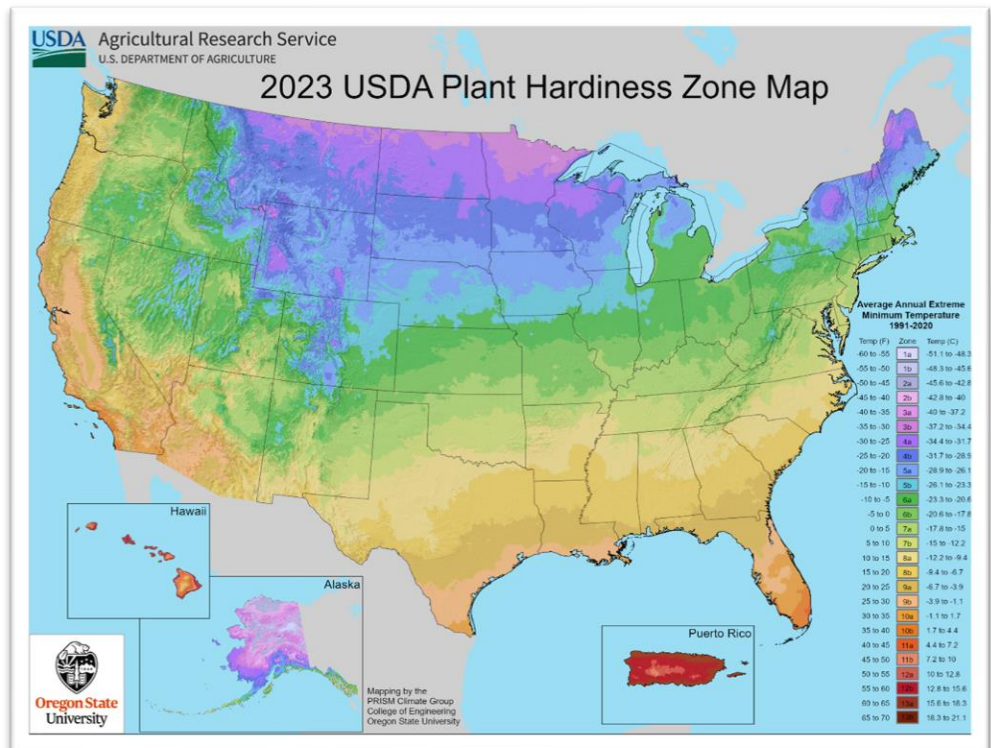 USDA Agricultural Research Service
U.S. DEPARTMENT OF AGRICULTURE
2023 USDA Plant Hardiness Zone Map
Average Annual Extreme
Minimum Temperature
1991-2020
Temp (F) Zone Temp (C)
-60 to -55 1a -51.1 to -48.3
-55 to -50 1b -48.3 to -45.6
-50 to -45 2a -45.6 to -42.8
-45 to -40 2b -42.8 to -40
-40 to -35 3a -40 to -37.2
-35 to -30 3b -37.2 to -34.4
-30 to -25 4a -34.4 to -31.7
-25 to -20 4b -31.7 to -28.9
-20 to -15 5a -28.9 to -26.1
-15 to -10 5b -26.1 to -23.3
-10 to -5 6a -23.3 to -20.6
-5 to 0 6b -20.6 to -17.8
0 to 5 7a -17.8 to -15
5 to 10 7b -15 to -12.2
10 to 15 8a -12.2 to -9.4
15 to 20 8b -9.4 to -6.7
20 to 25 9a -6.7 to -3.9
25 to 30 9b -3.9 to -1.1
30 to 35 10a -1.1 to 1.7
35 to 40 10b 1.7 to 4.4
40 to 45 11a 4.4 to 7.2
45 to 50 11b 7.2 to 10
50 to 55 12a 10 to 12.8
55 to 60 12b 12.8 to 15.6
60 to 65 13a 15.6 to 18.3
65 to 70 13b 18.3 to 21.1
Hawaii
Alaska
Puerto Rico
Mapping by the
PRISM Climate Group
College of Engineering
Oregon State University
Oregon State
University